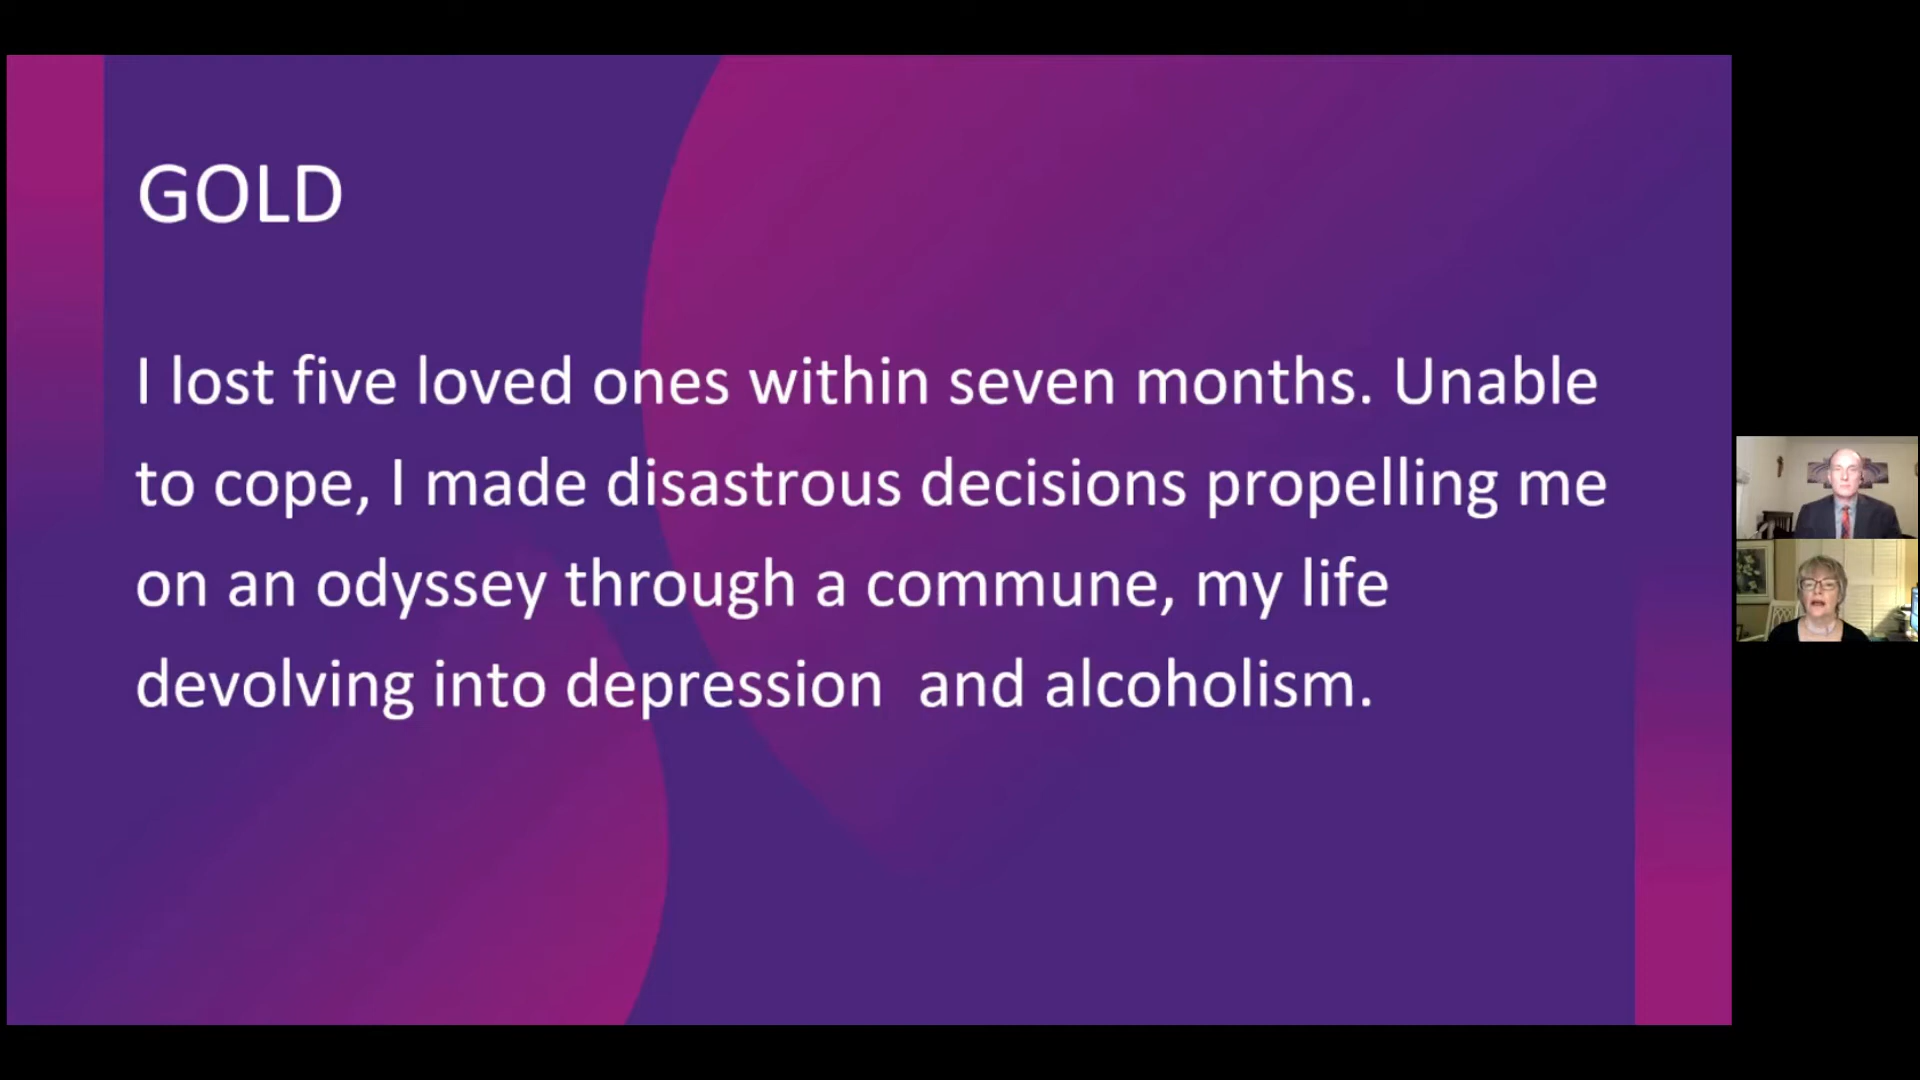 GOLD
I lost five loved ones within seven months. Unable
to cope, I made disastrous decisions propelling me
on an odyssey through a commune, my life
devolving into depression  and alcoholism.